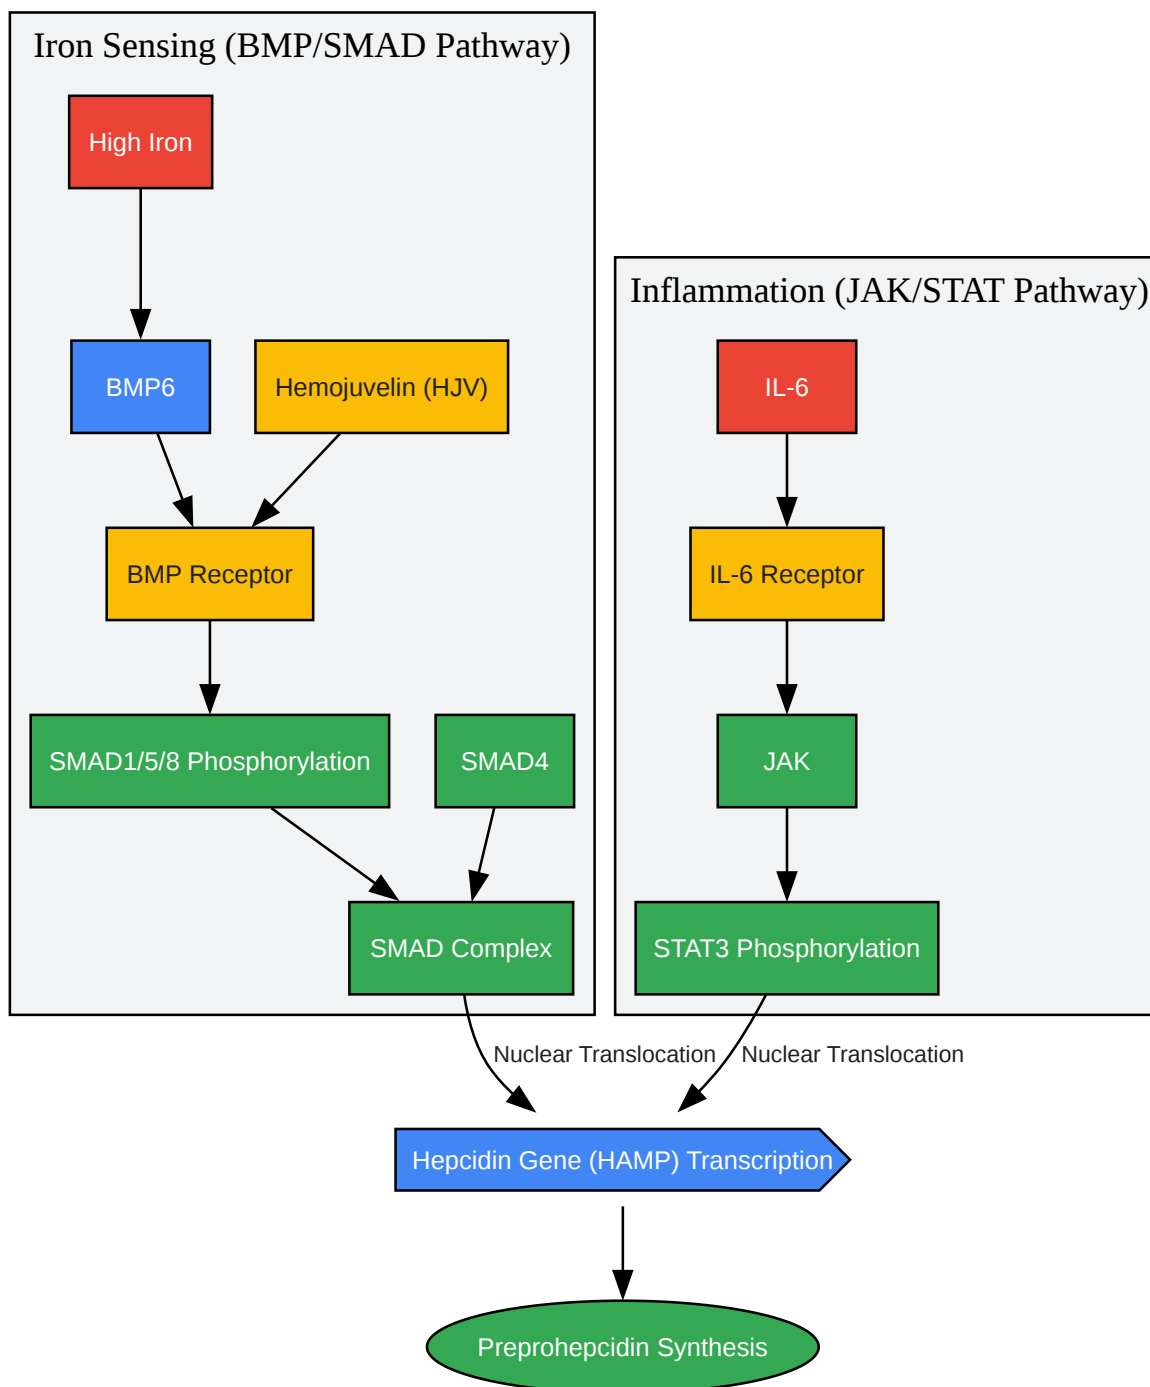 Iron Sensing (BMP/SMAD Pathway)
High Iron
BMP6
Hemojuvelin (HJV)
BMP Receptor
SMAD1/5/8 Phosphorylation
SMAD4
SMAD Complex
Inflammation (JAK/STAT Pathway)
IL-6
IL-6 Receptor
JAK
STAT3 Phosphorylation
Nuclear Translocation
Nuclear Translocation
Hepcidin Gene (HAMP) Transcription
Preprohepcidin Synthesis